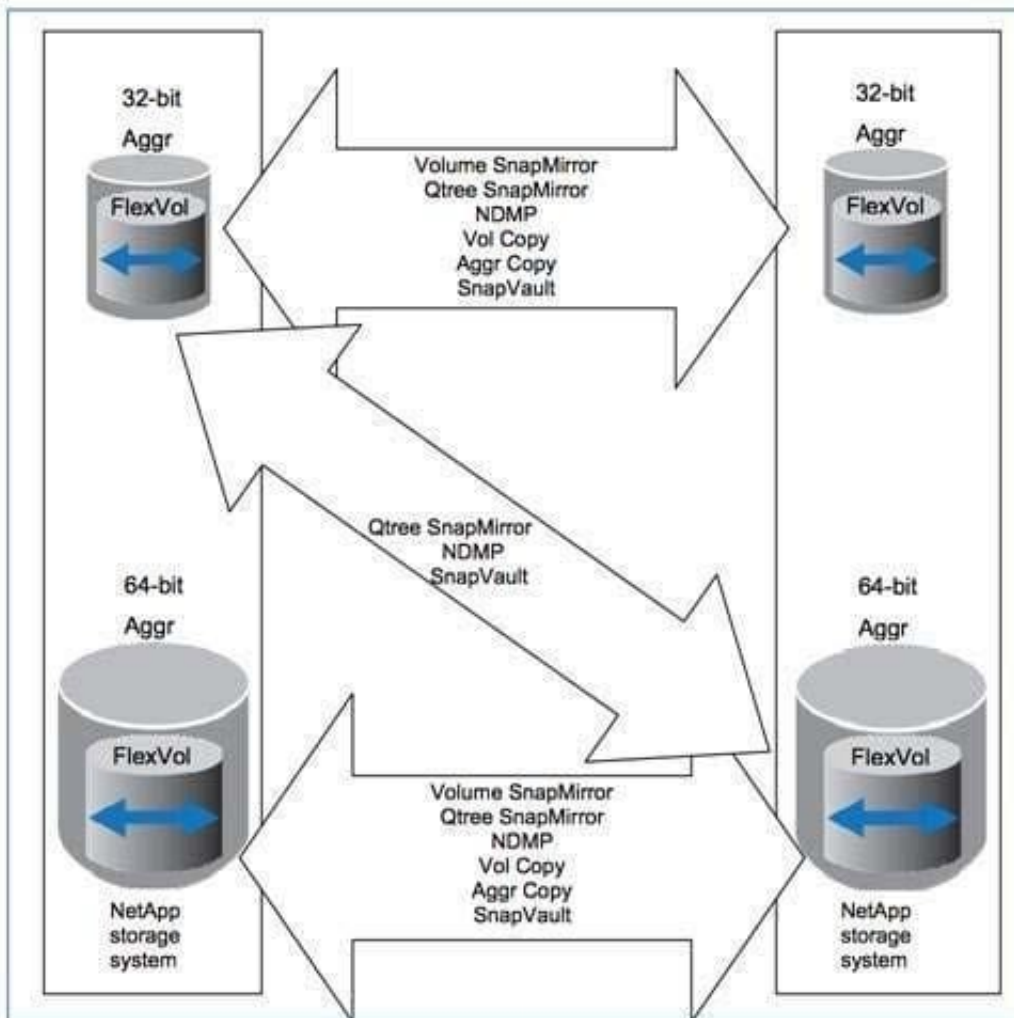 32-bit
Aggr
FlexVol
32-bit
Aggr
FlexVol
Volume SnapMirror
Qtree SnapMirror
NDMP
Vol Copy
Aggr Copy
SnapVault
Qtree SnapMirror
NDMP
SnapVault
64-bit
Aggr
FlexVol
NetApp
storage
system
64-bit
Aggr
FlexVol
NetApp
storage
system
Volume SnapMirror
Qtree SnapMirror
NDMP
Vol Copy
Aggr Copy
SnapVault